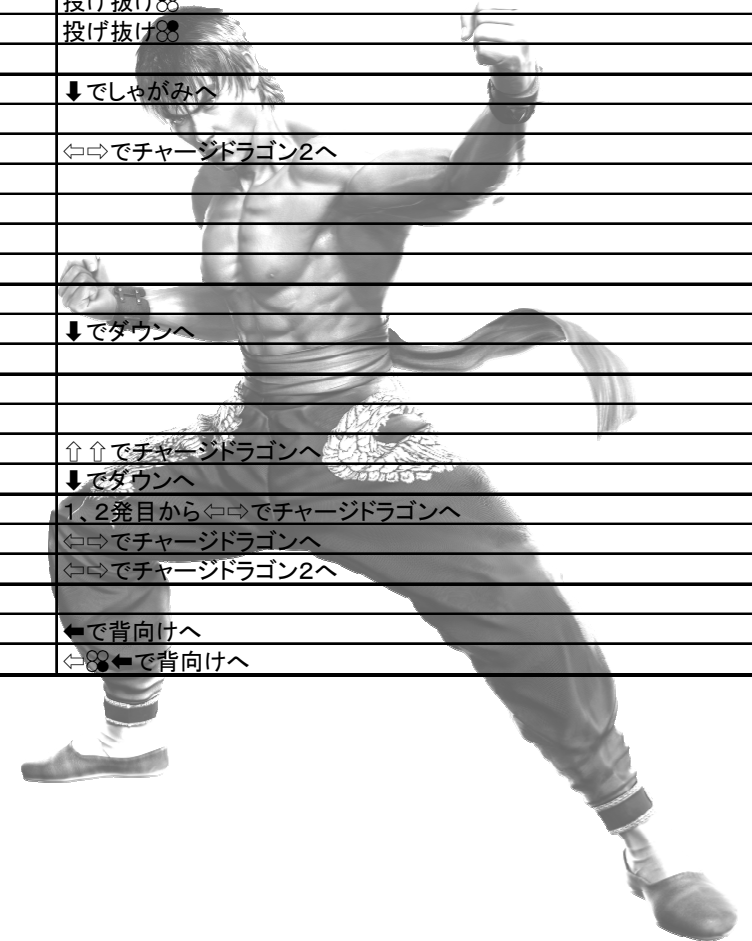 投げ抜け
投げ抜け
⬇でしゃがみへ
⇦⇨でチャージドラゴン2へ
⬇でダウンへ
⇧⇧でチャージドラゴンへ
⬇でダウンへ
1、2発目から⇦⇨でチャージドラゴンへ
⇦⇨でチャージドラゴンへ
⇦⇨でチャージドラゴン2へ
⬅で背向けへ
⇦⬅で背向けへ